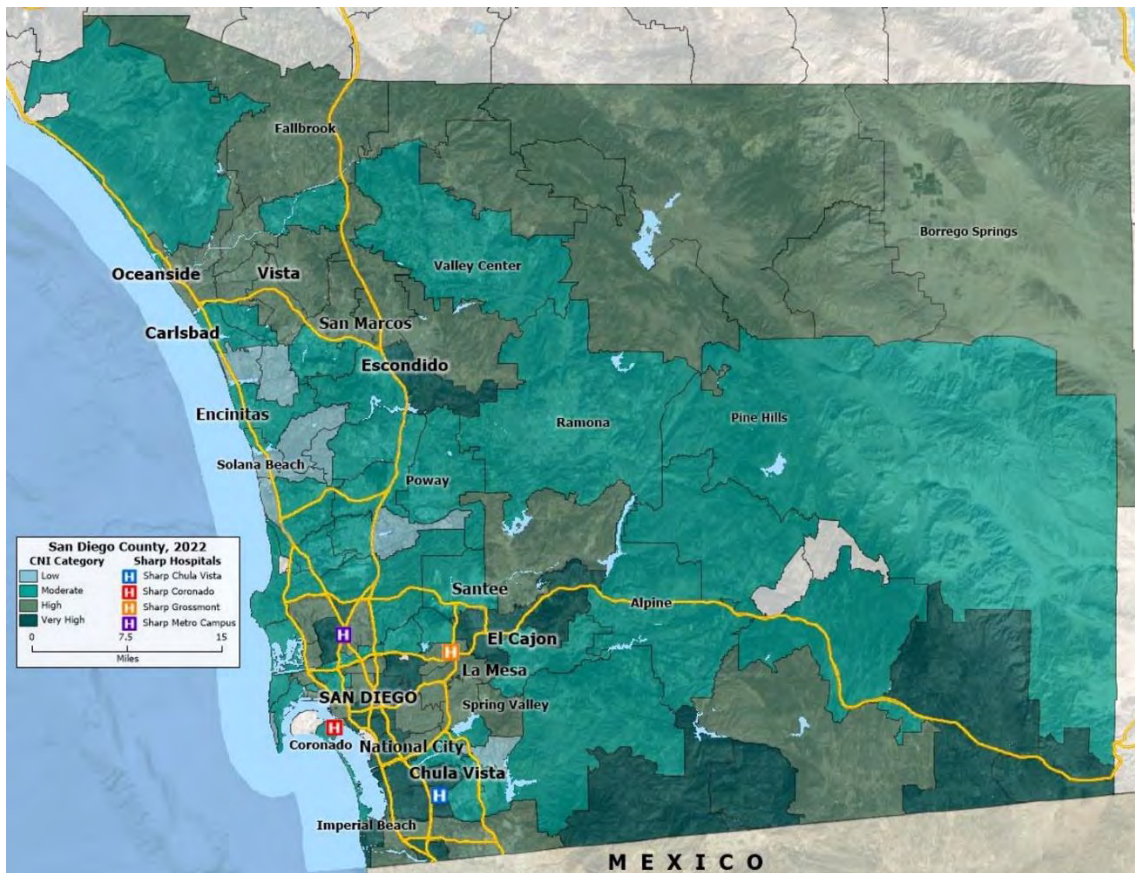 Fallbrook
Borrego Springs
Valley Center
Oceanside
Vista
San Marcos
Carlsbad
Escondido
Encinitas
Ramona
Pine Hills
Solana Beach
Poway
San Diego County, 2022
CNI Category
Low
Moderate
High
Very High
Sharp Hospitals
H Sharp Chula Vista
H Sharp Coronado
H Sharp Grossmont
H Sharp Metro Campus
0 7.5 15
Miles
Santee
Alpine
H
El Cajon
H
La Mesa
SAN DIEGO
Spring Valley
H
Coronado
National City
Chula Vista
H
Imperial Beach
MEXICO